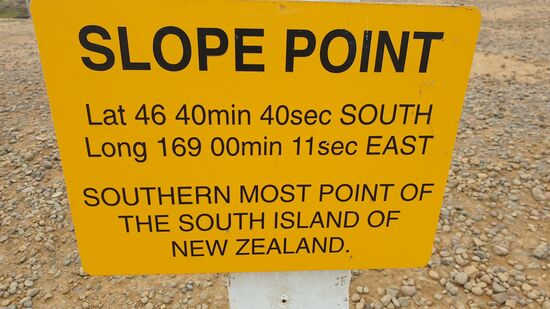 SLOPE POINT
Lat 46 40min 40sec SOUTH
Long 169 00min 11sec EAST
SOUTHERN MOST POINT OF
THE SOUTH ISLAND OF
NEW ZEALAND.